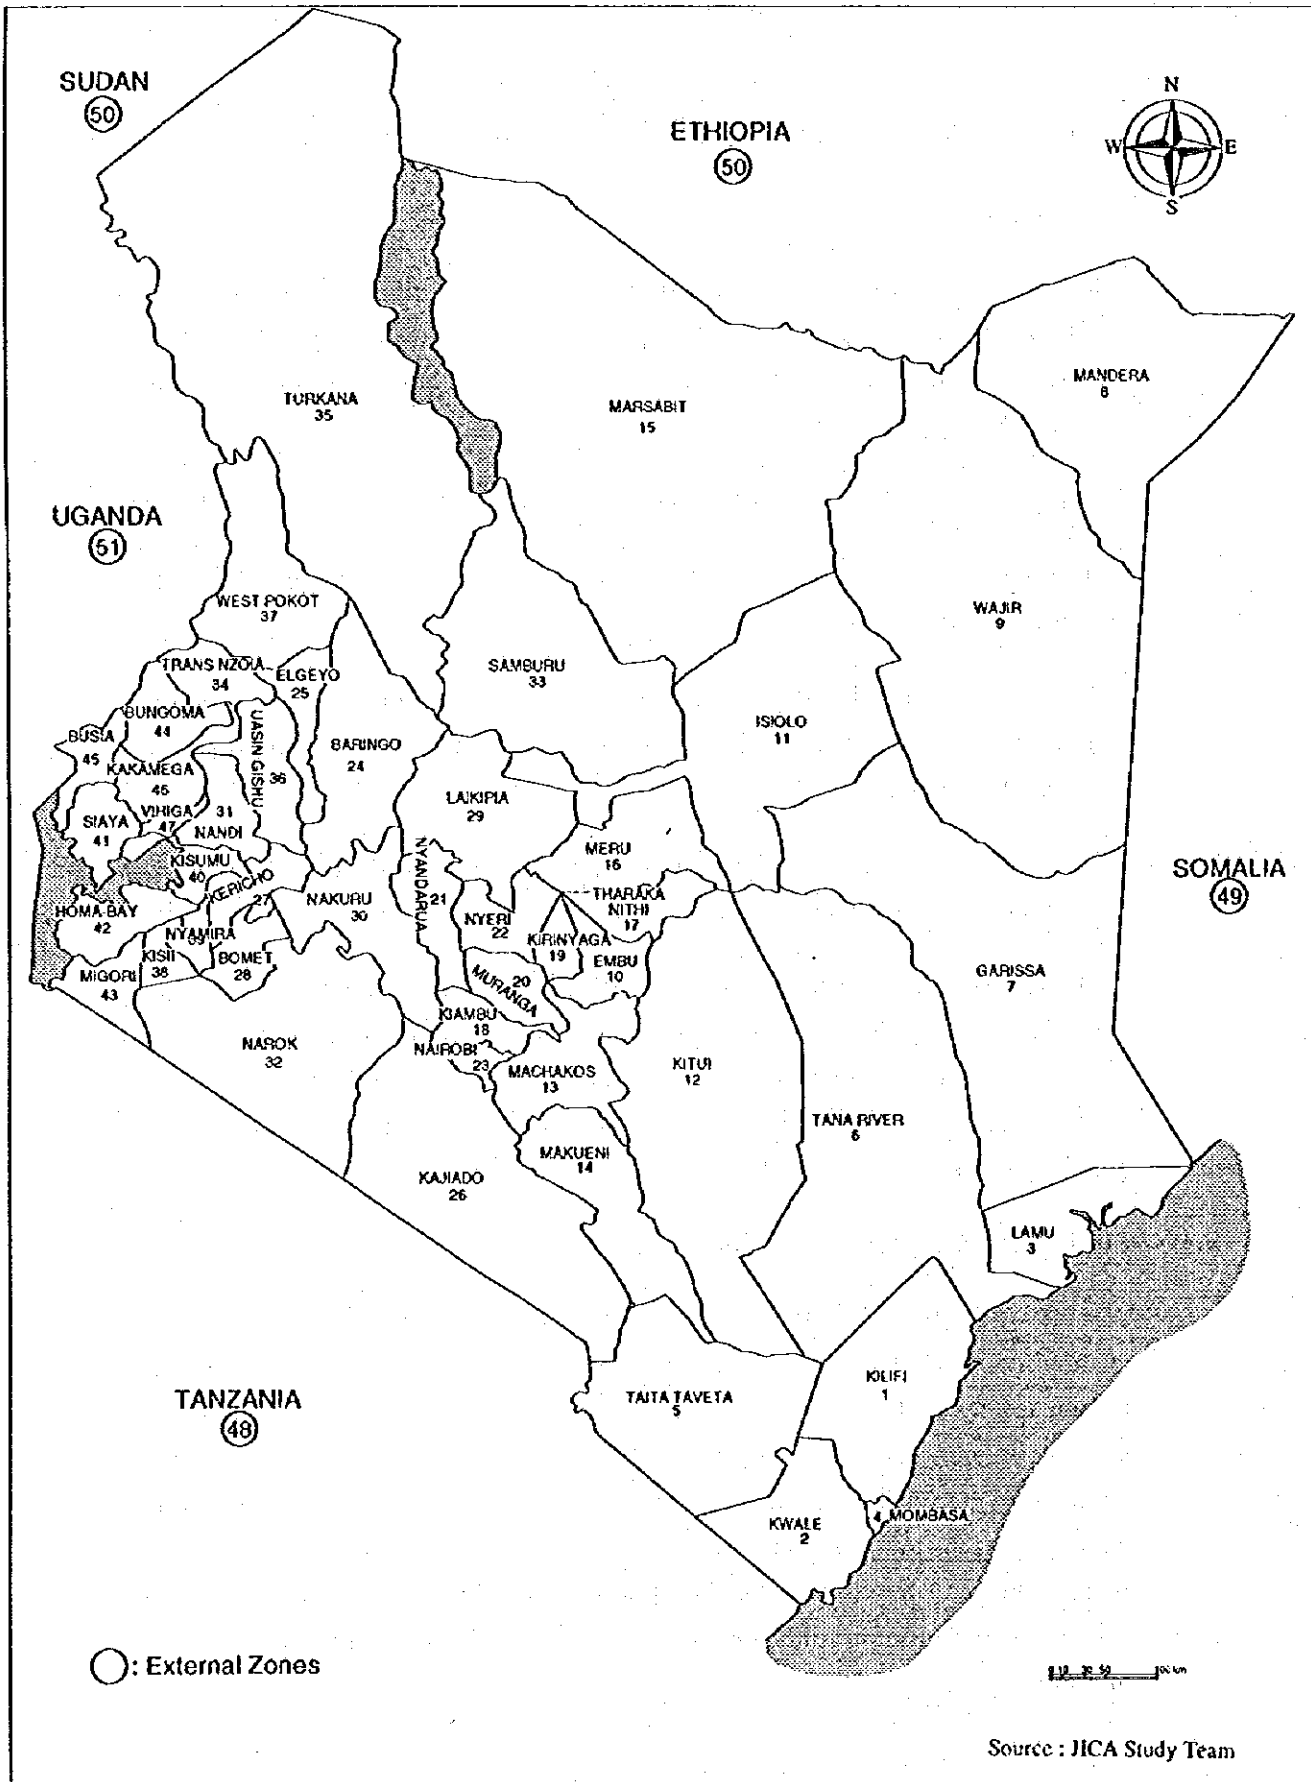 SUDAN
50
ETHIOPIA
50
N
W
E
S
MANDERA
8
TURKANA
35
MARSABIT
15
UGANDA
51
WEST POKOT
37
WAJIR
9
TRANS NZOIA
34
ELGEYO
25
SAMBURU
33
ISIOLO
11
BUNGOMA
44
BUSIA
45
UASIN GISHU
36
BARINGO
24
KAKAMEGA
46
LAIKIPIA
29
SIAYA
41
VIHIGA
47
31
NANDI
MERU
16
KISUMU
40
KERICHO
27
NAKURU
30
NYANDARUA
21
THARAKA
NITHI
17
SOMALIA
49
HOMA-BAY
42
NYERI
22
NYAMIRA
39
KISII
38
BOMET
28
KIRINYAGA
19
EMBU
10
MIGORI
43
MURANGA
20
GARISSA
7
KIAMBU
18
NAROK
32
NAIROBI
23
MACHAKOS
13
KITUI
12
TANA RIVER
6
MAKUENI
14
KAJIADO
26
LAMU
3
TANZANIA
48
TAITA TAVETA
5
KILIFI
1
KWALE
2
4 MOMBASA
: External Zones
Source : JICA Study Team